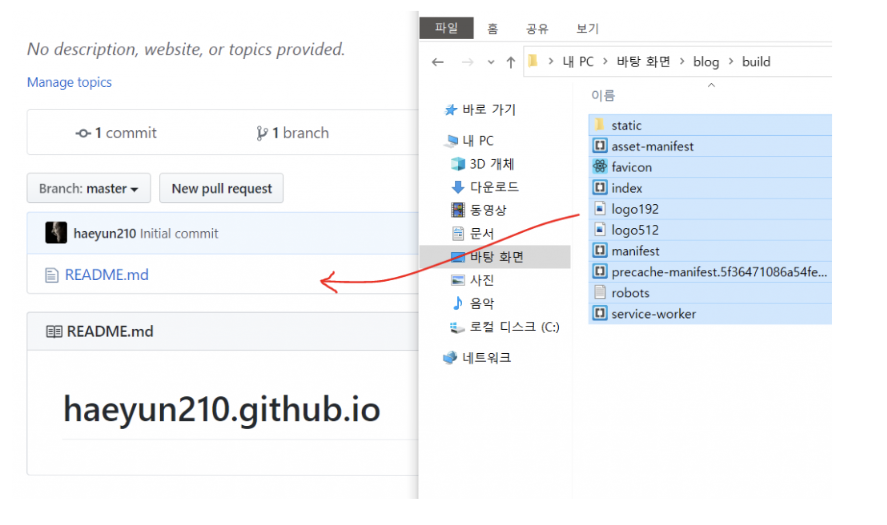 No description, website, or topics provided.
Manage topics
1 commit
1 branch
Branch: master
New pull request
haeyun210 Initial commit
README.md
README.md
haeyun210.github.io
파일 홈 공유 보기
내 PC > 바탕 화면 > blog > build
바로 가기
내 PC
3D 개체
다운로드
동영상
문서
바탕 화면
사진
음악
로컬 디스크 (C:)
네트워크
이름
static
asset-manifest
favicon
index
logo192
logo512
manifest
precache-manifest.5f36471086a54fe...
robots
service-worker